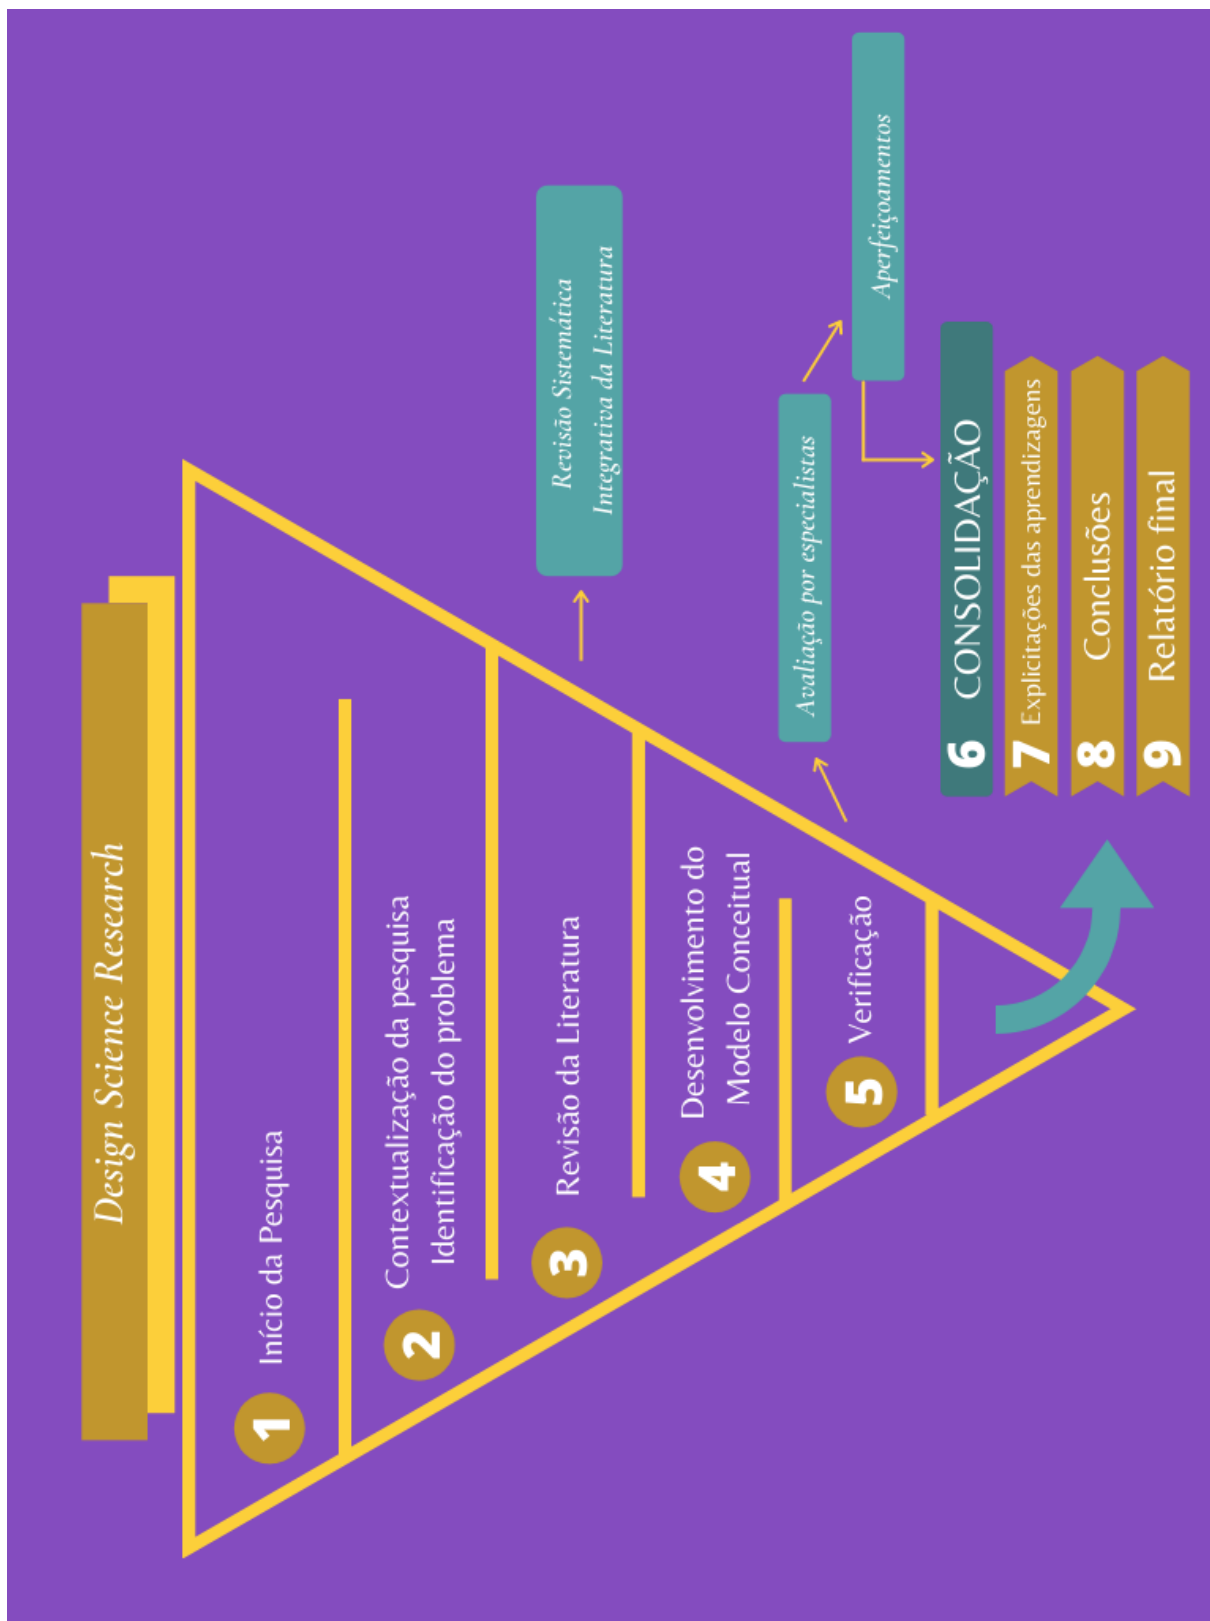 Design Science Research
1 Início da Pesquisa
2 Contextualização da pesquisa
Identificação do problema
3 Revisão da Literatura
Revisão Sistemática
Integrativa da Literatura
4 Desenvolvimento do
Modelo Conceitual
5 Verificação
Avaliação por especialistas
Aperfeiçoamentos
6 CONSOLIDAÇÃO
7 Explicitações das aprendizagens
8 Conclusões
9 Relatório final